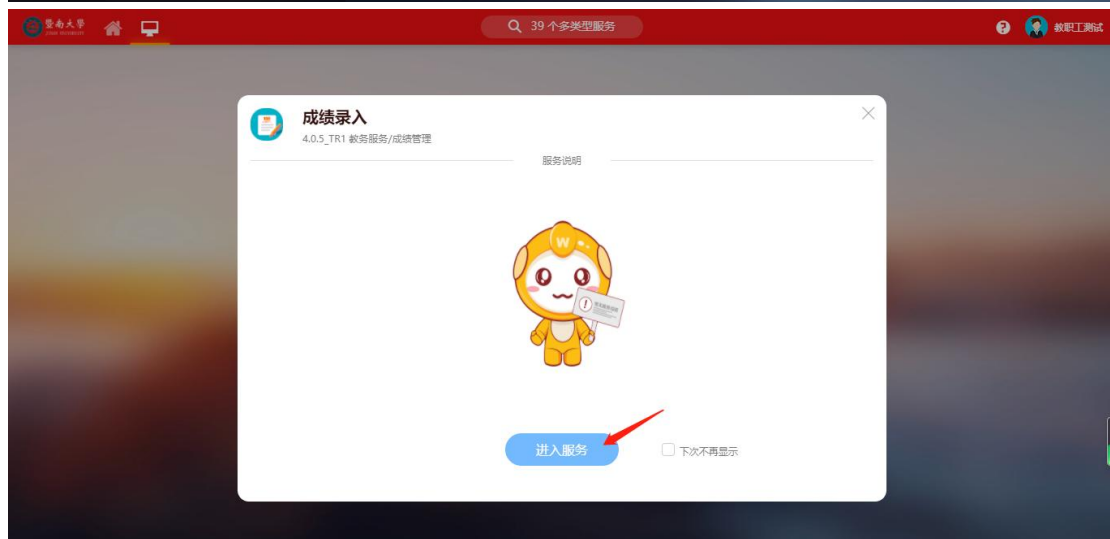 暨南大學
39 个多类型服务
教职工测试
成绩录入
4.0.5_TR1 教务服务/成绩管理
服务说明
W
进入服务
下次不再显示